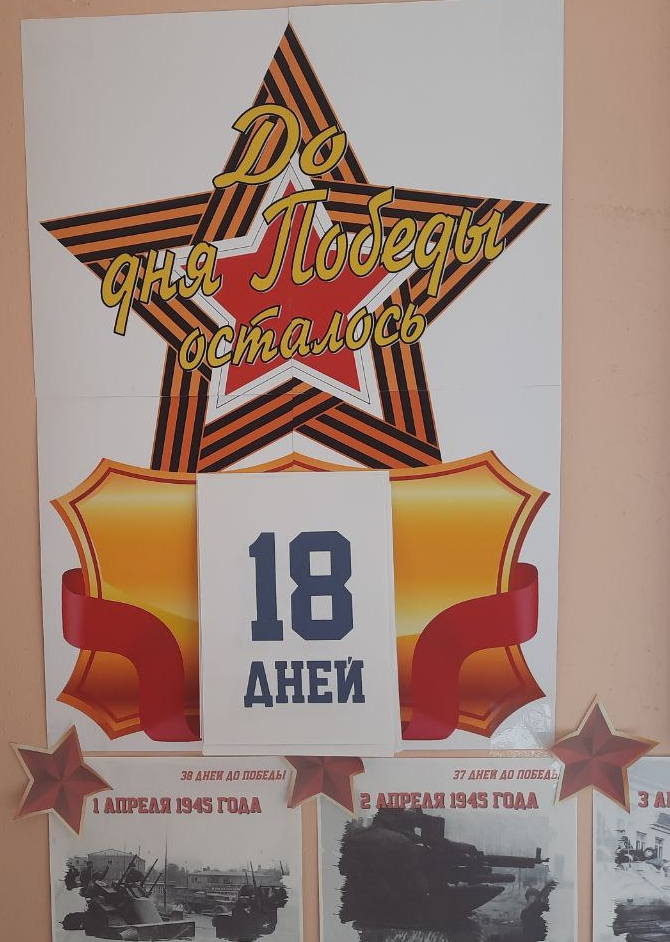 До
дня Победы
осталось
18
ДНЕЙ
38 ДНЕЙ ДО ПОБЕДЫ
1 АПРЕЛЯ 1945 ГОДА
37 ДНЕЙ ДО ПОБЕДЫ
2 АПРЕЛЯ 1945 ГОДА
3